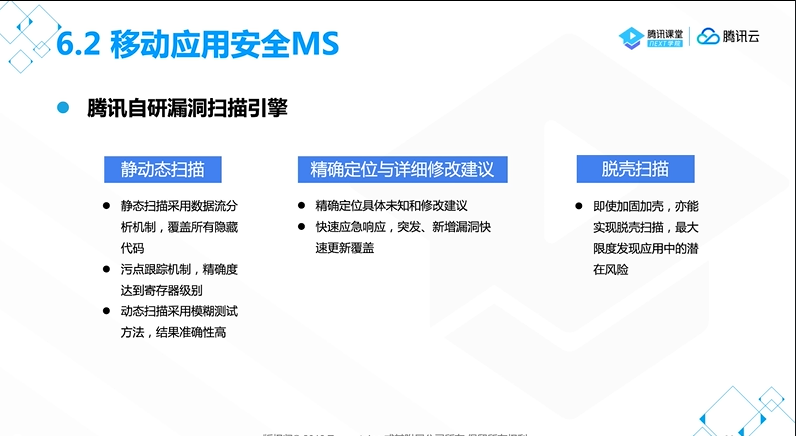 6.2 移动应用安全MS
腾讯课堂
NEXT学院
腾讯云
腾讯自研漏洞扫描引擎
静动态扫描
静态扫描采用数据流分
析机制，覆盖所有隐藏
代码
污点跟踪机制，精确度
达到寄存器级别
动态扫描采用模糊测试
方法，结果准确性高
精确定位与详细修改建议
精确定位具体未知和修改建议
快速应急响应，突发、新增漏洞快
速更新覆盖
脱壳扫描
即使加固加壳，亦能
实现脱壳扫描，最大
限度发现应用中的潜
在风险